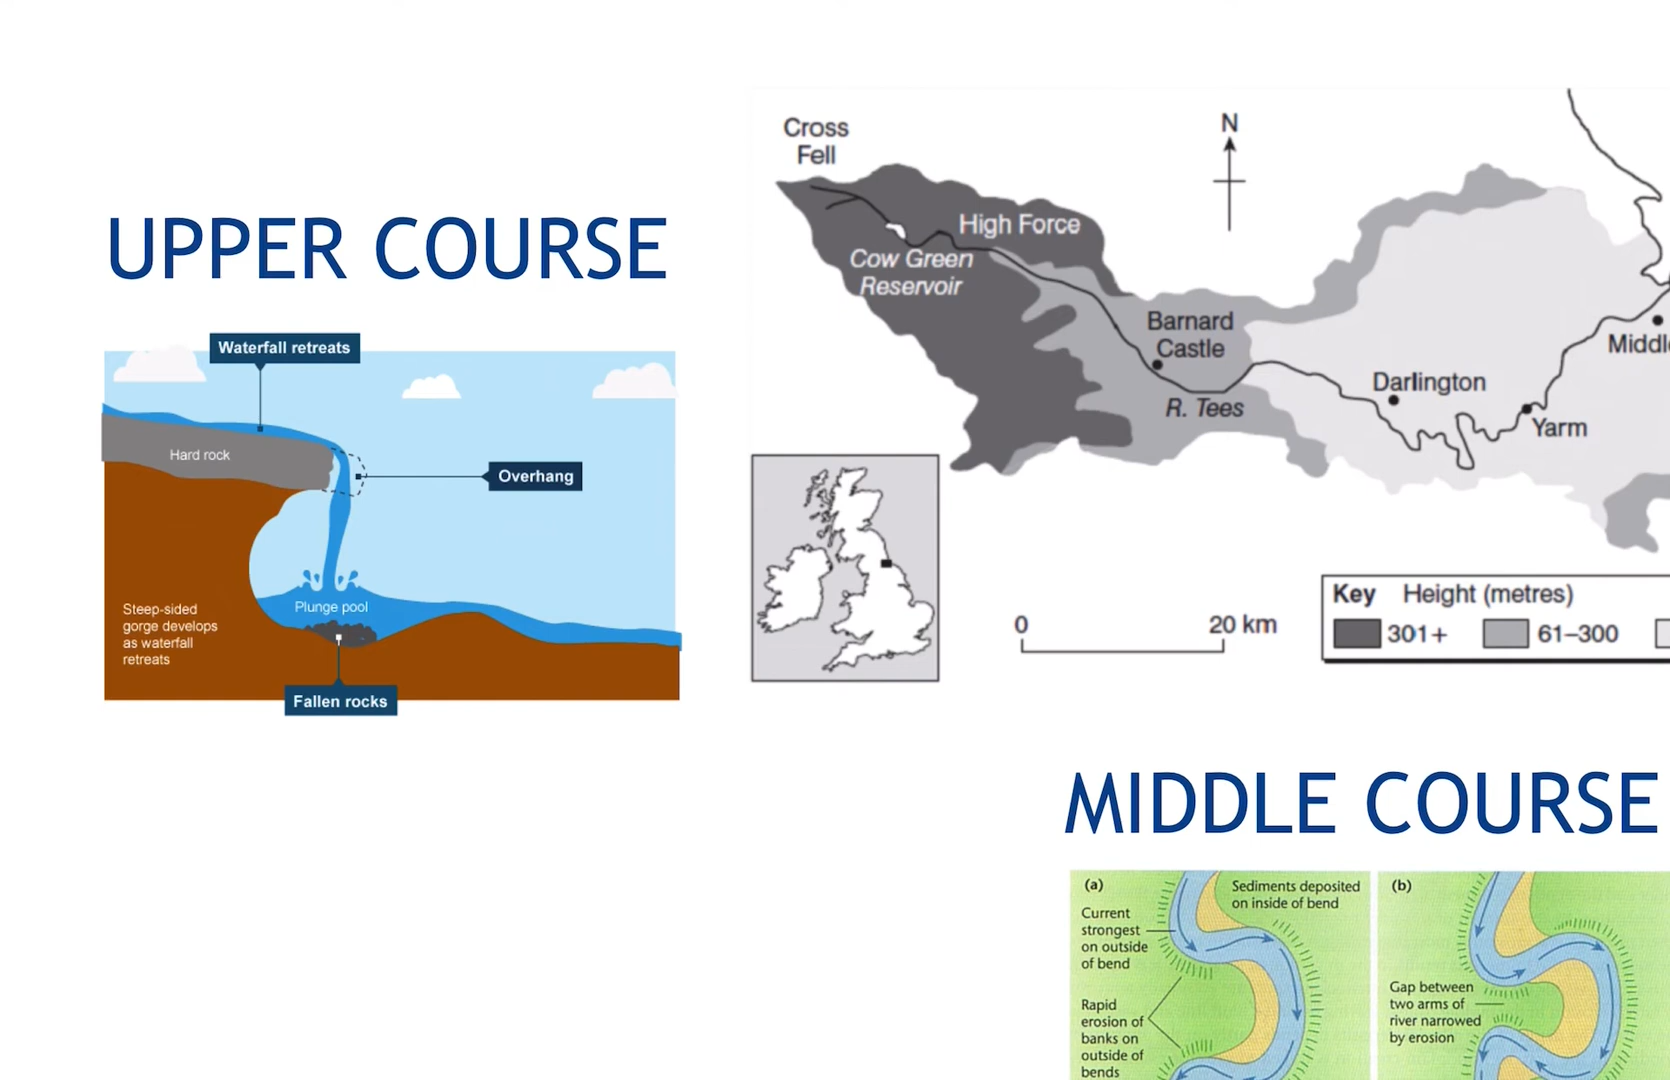 UPPER COURSE
Waterfall retreats
Hard rock
Overhang
Plunge pool
Steep-sided
gorge develops
as waterfall
retreats
Fallen rocks
Cross
Fell
N
High Force
Cow Green
Reservoir
Barnard
Castle
R. Tees
Darlington
Yarm
Middle
0
20 km
Key Height (metres)
301+
61–300
MIDDLE COURSE
(a)
Sediments deposited
on inside of bend
Current
strongest
on outside
of bend
Rapid
erosion of
banks on
outside of
bends
(b)
Gap between
two arms of
river narrowed
by erosion